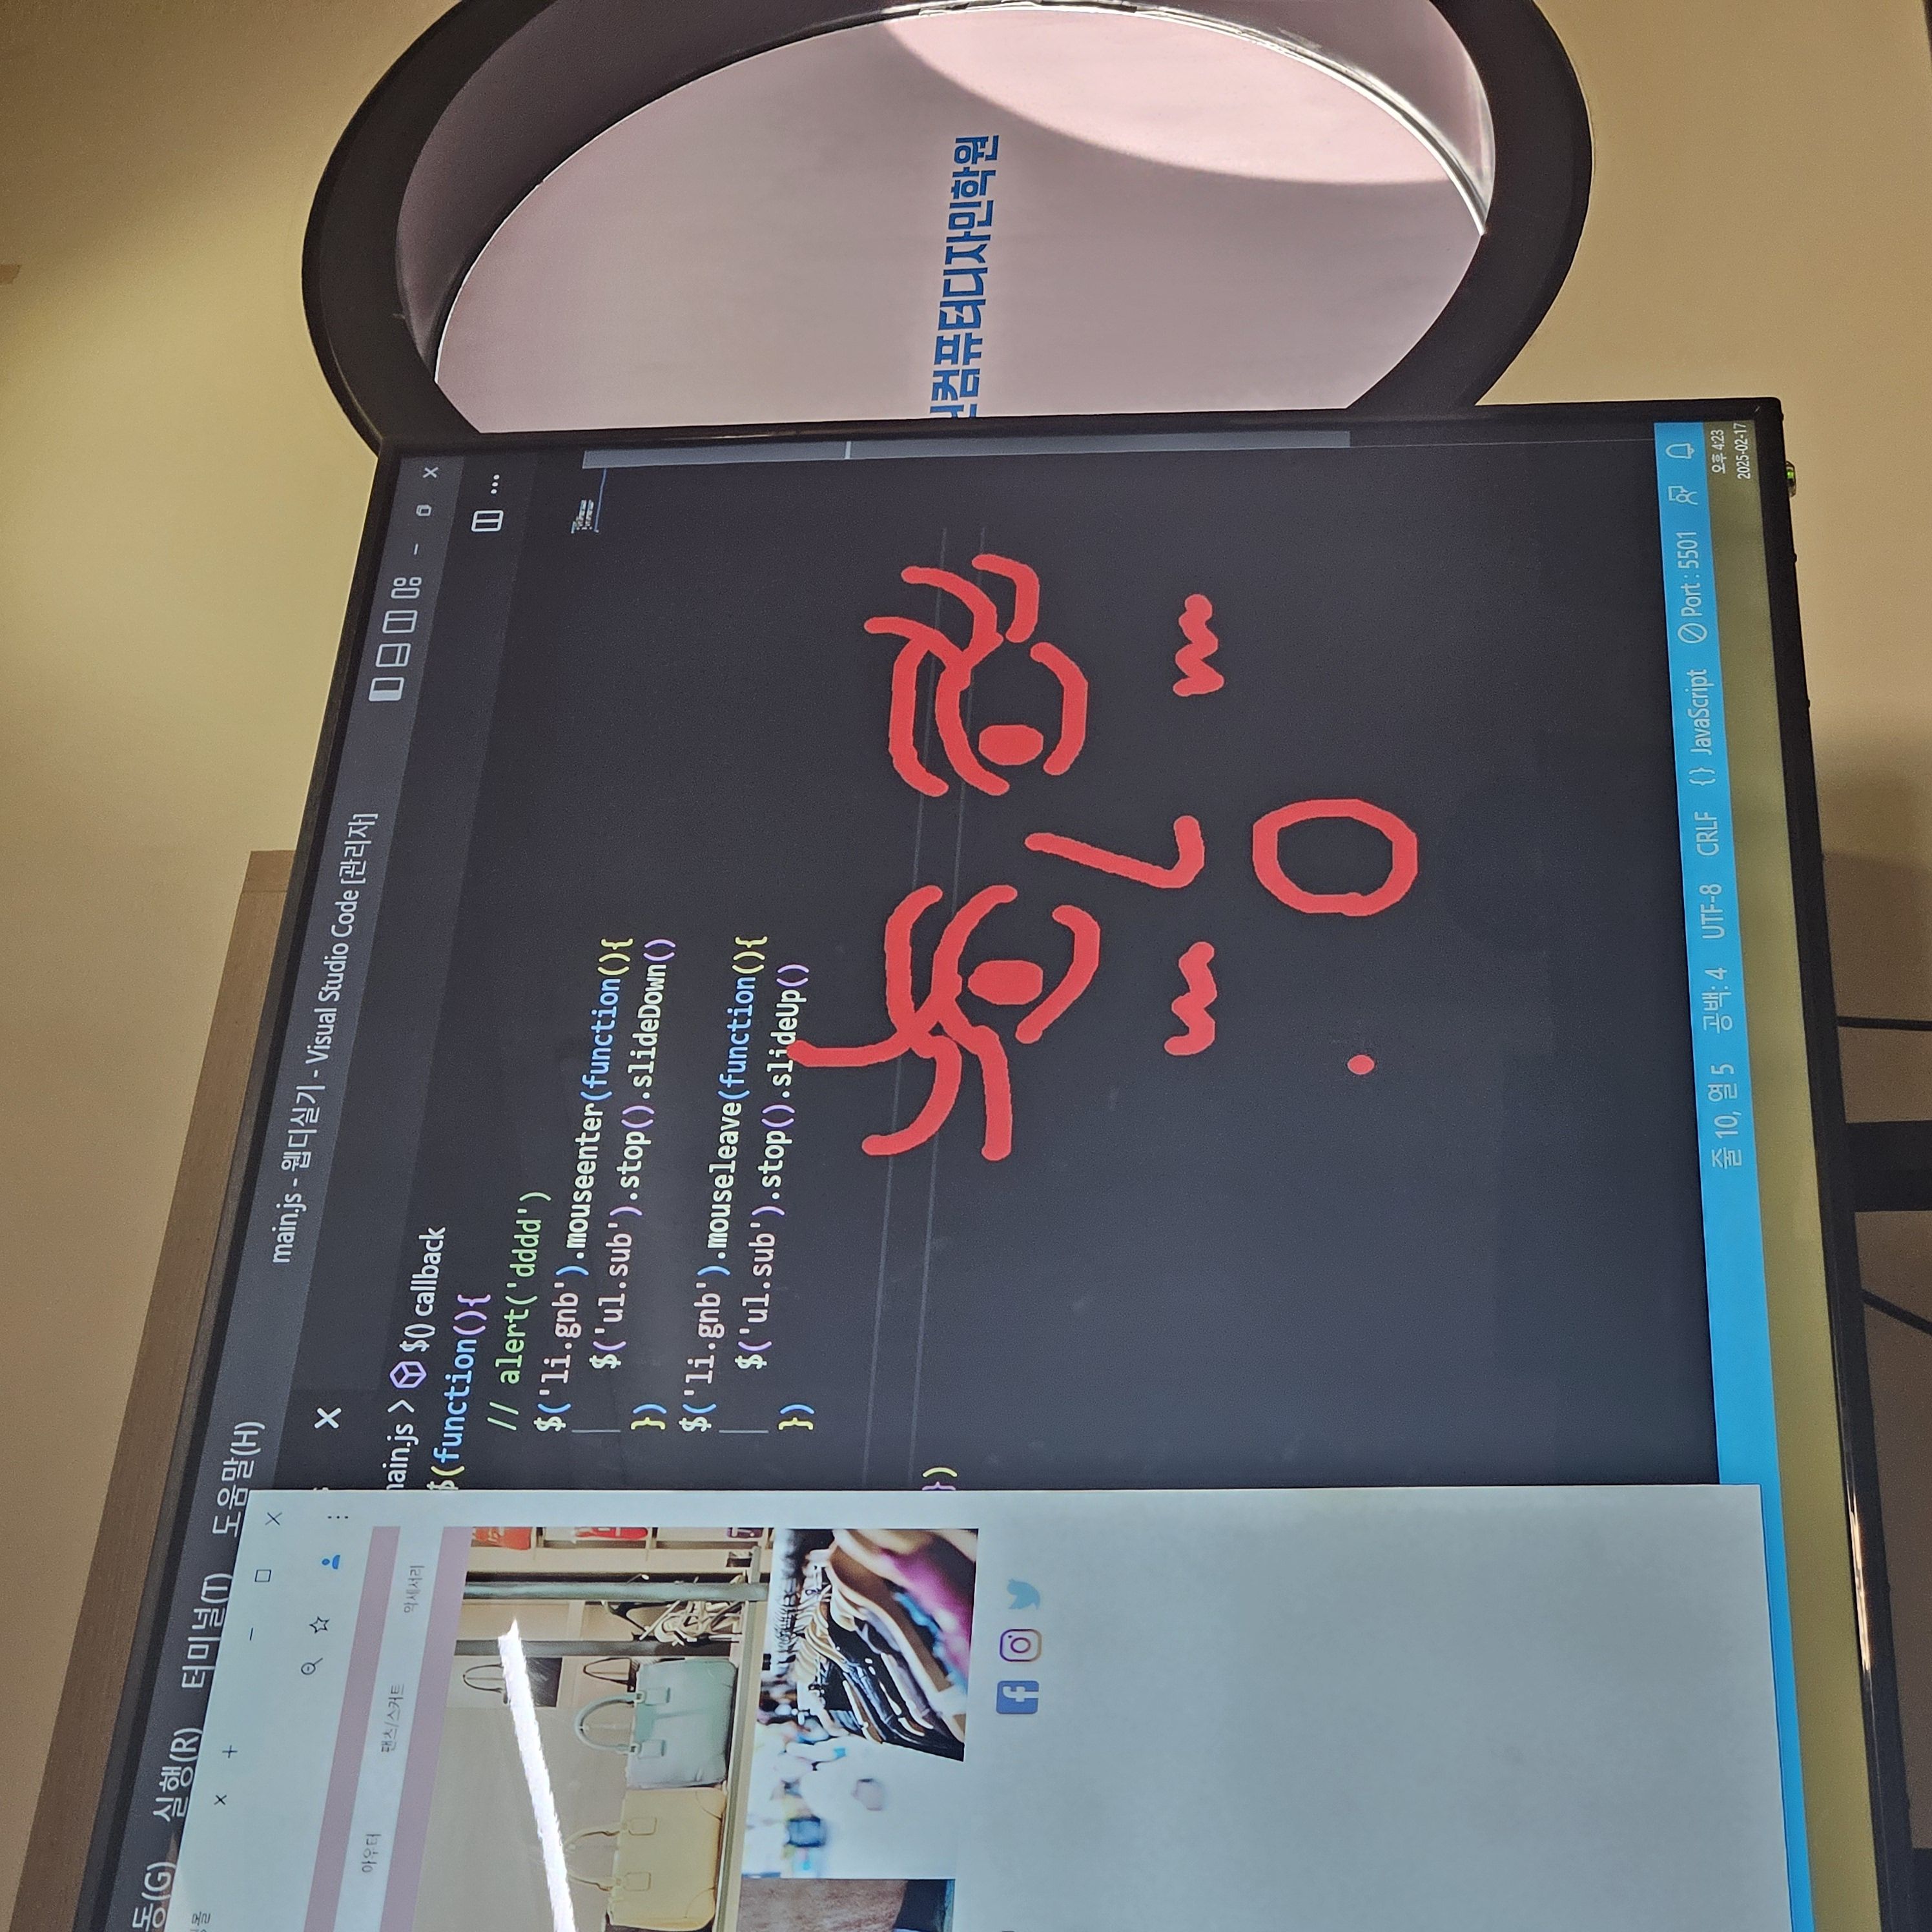 실행(R) 터미널(T) 도움말(H)
main.js - 웹디실기 - Visual Studio Code [관리자]
아우터 팬츠/스커트 악세서리
main.js > $() callback
$(function(){
// alert('dddd')
$('li.gnb').mouseenter(function(){
$('ul.sub').stop().slideDown()
})
$('li.gnb').mouseleave(function(){
$('ul.sub').stop().slideUp()
})
})
컴퓨터디자인학원
줄 10, 열 5 공백: 4 UTF-8 CRLF {} JavaScript Port : 5501
오후 4:23
2025-02-17